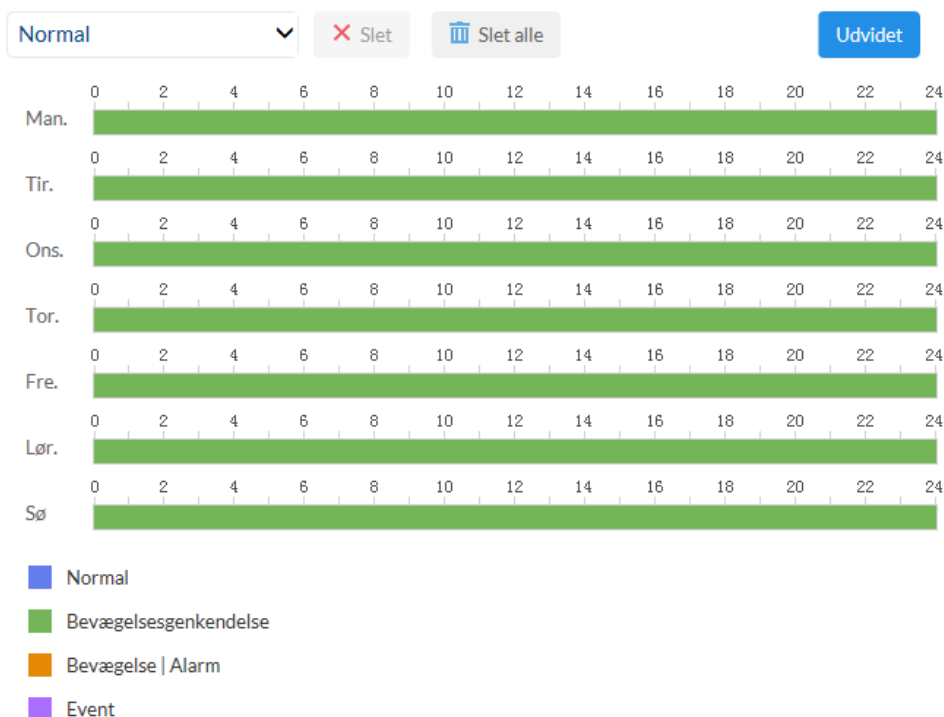 Normal Slet Slet alle Udvidet
0 2 4 6 8 10 12 14 16 18 20 22 24
Man.
0 2 4 6 8 10 12 14 16 18 20 22 24
Tir.
0 2 4 6 8 10 12 14 16 18 20 22 24
Ons.
0 2 4 6 8 10 12 14 16 18 20 22 24
Tor.
0 2 4 6 8 10 12 14 16 18 20 22 24
Fre.
0 2 4 6 8 10 12 14 16 18 20 22 24
Lør.
0 2 4 6 8 10 12 14 16 18 20 22 24
Sø
Normal
Bevægelsesgenkendelse
Bevægelse | Alarm
Event